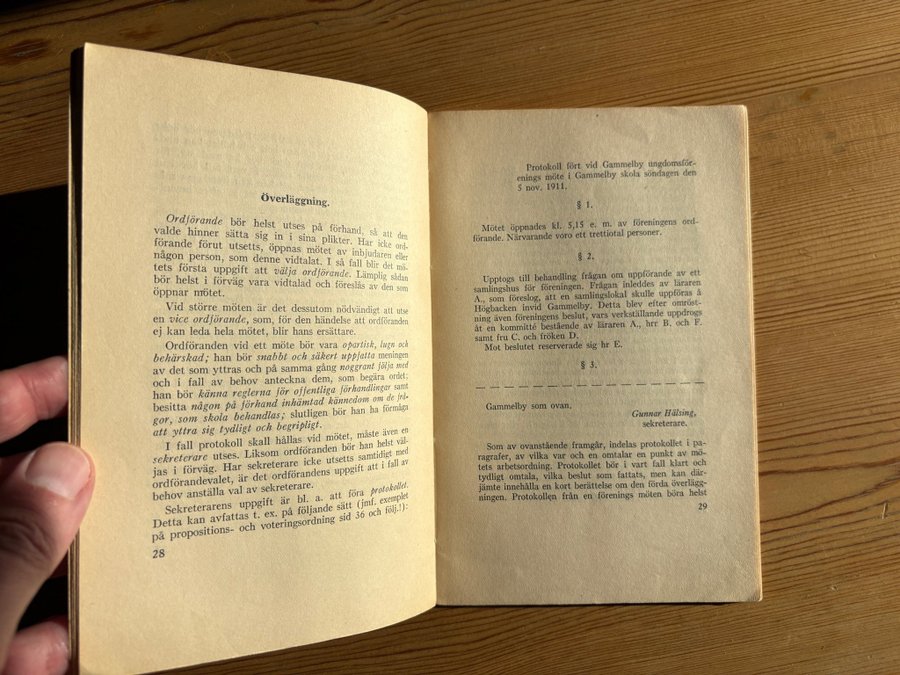 Överläggning.
Ordförande bör helst utses på förhand, så att den
valde hinner sätta sig in i sina plikter. Har icke ord-
förande förut utsetts, öppnas mötet av inbjudaren eller
någon person, som denne vidtalat. I så fall blir det mö-
tets första uppgift att välja ordförande. Lämplig sådan
bör helst i förväg vara vidtalad och föreslås av den som
öppnar mötet.
Vid större möten är det dessutom nödvändigt att utse
en vice ordförande, som, för den händelse att ordföranden
ej kan leda hela mötet, blir hans ersättare.
Ordföranden vid ett möte bör vara opartisk, lugn och
behärskad; han bör snabbt och säkert uppfatta meningen
av det som yttras och på samma gång noggrant följa med
och i fall av behov anteckna dem, som begära ordet;
han bör känna reglerna för offentliga förhandlingar samt
besitta någon på förhand inhämtad kännedom om de frå-
gor, som skola behandlas; slutligen bör han ha förmåga
att yttra sig tydligt och begripligt.
I fall protokoll skall hållas vid mötet, måste även en
sekreterare utses. Liksom ordföranden bör han helst väl-
jas i förväg. Har sekreterare icke utsetts samtidigt med
ordförandevalet, är det ordförandens uppgift att i fall av
behov anställa val av sekreterare.
Sekreterarens uppgift är bl. a. att föra protokollet.
Detta kan avfattas t. ex. på följande sätt (jmf. exemplet
på propositions- och voteringsordning sid 36 och följ.!):
28
Protokoll fört vid Gammelby ungdomsför-
enings möte i Gammelby skola söndagen den
5 nov. 1911.
§ 1.
Mötet öppnades kl. 5,15 e. m. av föreningens ord-
förande. Närvarande voro ett trettiotal personer.
§ 2.
Upptogs till behandling frågan om uppförande av ett
samlingshus för föreningen. Frågan inleddes av läraren
A., som föreslog, att en samlingslokal skulle uppföras å
Högbacken invid Gammelby. Detta blev efter omröst-
ning även föreningens beslut, vars verkställande uppdrogs
åt en kommitté bestående av läraren A., hrr B. och F.
samt fru C. och fröken D.
Mot beslutet reserverade sig hr E.
§ 3.
Gammelby som ovan.
Gunnar Hälsing,
sekreterare.
Som av ovanstående framgår, indelas protokollet i pa-
ragrafer, av vilka var och en omtalar en punkt av mö-
tets arbetsordning. Protokollet bör i vart fall klart och
tydligt omtala, vilka beslut som fattats, men kan där-
jämte innehålla en kort berättelse om den förda överlägg-
ningen. Protokollen från en förenings möten böra helst
29